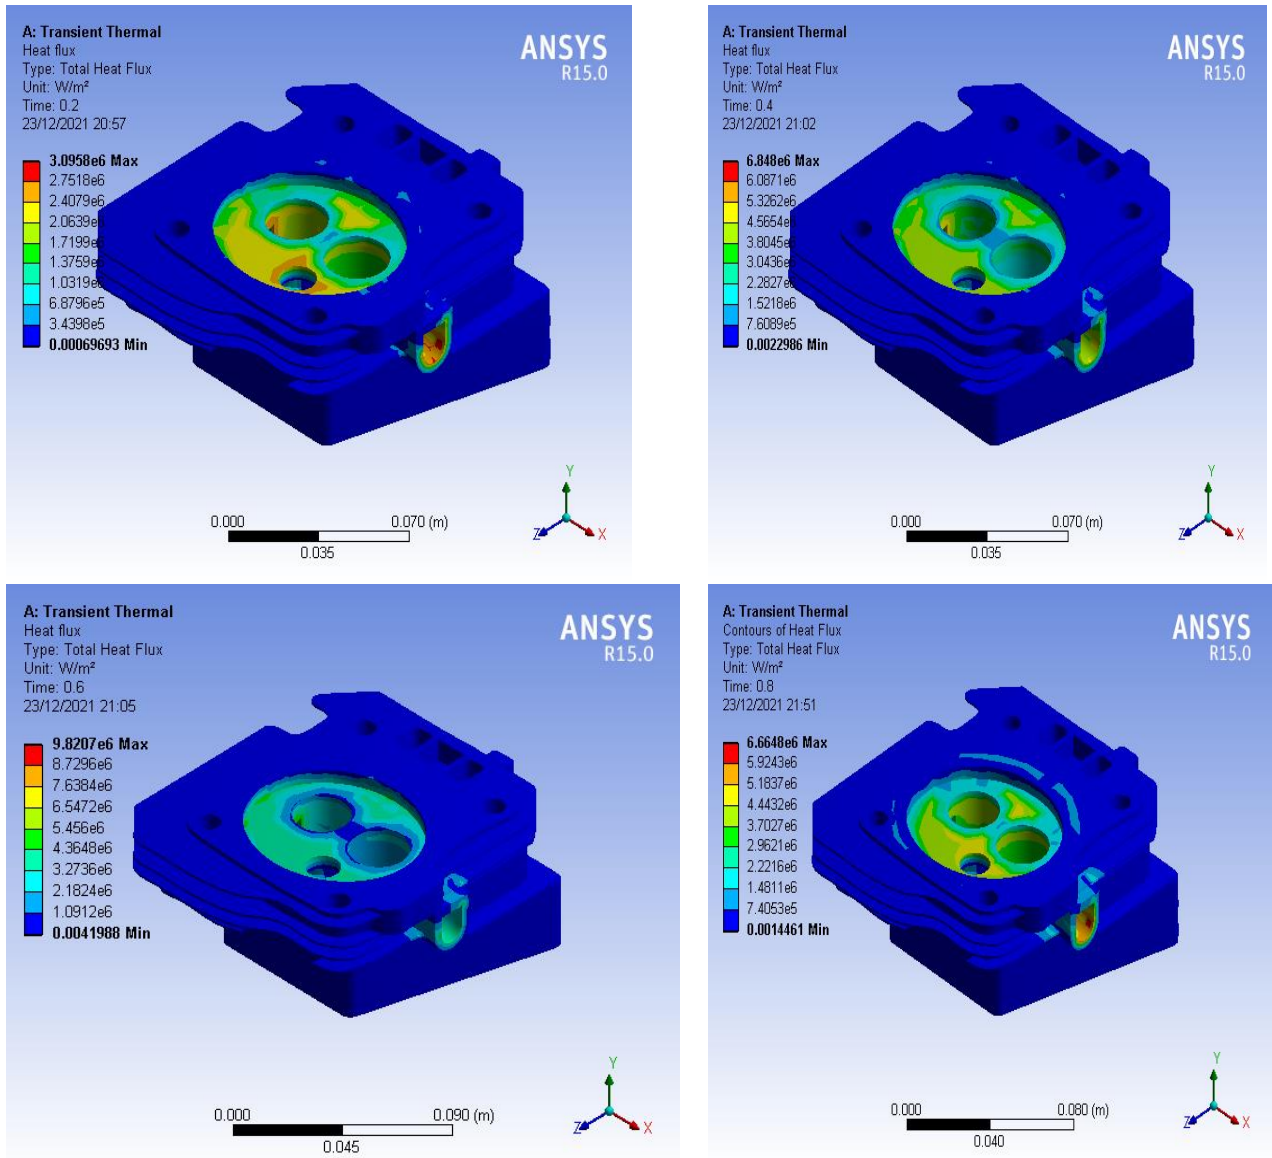 A: Transient Thermal
Heat flux
Type: Total Heat Flux
Unit: W/m²
Time: 0.2
23/12/2021 20:57
ANSYS
R15.0
3.0958e6 Max
2.7518e6
2.4079e6
2.0639e6
1.7199e6
1.3759e6
1.0319e6
6.8796e5
3.4398e5
0.00069693 Min
0.000
0.070 (m)
0.035
Y
Z
X
A: Transient Thermal
Heat flux
Type: Total Heat Flux
Unit: W/m²
Time: 0.4
23/12/2021 21:02
ANSYS
R15.0
6.848e6 Max
6.0871e6
5.3262e6
4.5654e6
3.8045e6
3.0436e6
2.2827e6
1.5218e6
7.6089e5
0.0022986 Min
0.000
0.070 (m)
0.035
Y
Z
X
A: Transient Thermal
Heat flux
Type: Total Heat Flux
Unit: W/m²
Time: 0.6
23/12/2021 21:05
ANSYS
R15.0
9.8207e6 Max
8.7296e6
7.6384e6
6.5472e6
5.456e6
4.3648e6
3.2736e6
2.1824e6
1.0912e6
0.0041988 Min
0.000
0.090 (m)
0.045
Y
Z
X
A: Transient Thermal
Contours of Heat Flux
Type: Total Heat Flux
Unit: W/m²
Time: 0.8
23/12/2021 21:51
ANSYS
R15.0
6.6648e6 Max
5.9243e6
5.1837e6
4.4432e6
3.7027e6
2.9621e6
2.2216e6
1.4811e6
7.4053e5
0.0014461 Min
0.000
0.080 (m)
0.040
Y
Z
X